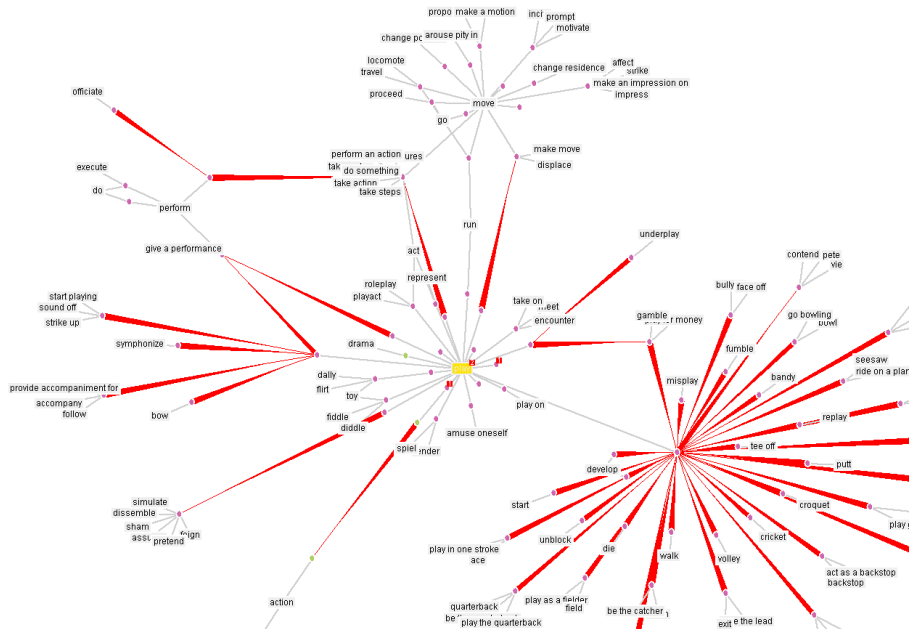 make a motion
prompt
motivate
arouse pity in
locomote
travel
affect
change residence
make an impression on
impress
proceed
move
officiate
go
make move
displace
perform an action
do something
take action
take steps
execute
do
perform
run
underplay
give a performance
act
represent
contend
vie
roleplay
playact
take on
encounter
bully
face off
start playing
sound off
strike up
gamble
go bowling
symphonize
drama
fumble
seesaw
dally
flirt
misplay
bandy
provide accompaniment for
accompany
follow
toy
play on
bow
fiddle
diddle
amuse oneself
replay
spiel
tee off
develop
putt
simulate
dissemble
sham
pretend
start
croquet
cricket
unblock
die
play in one stroke
ace
walk
volley
act as a backstop
backstop
action
quarterback
play the quarterback
play as a fielder
field
be the catcher
exit